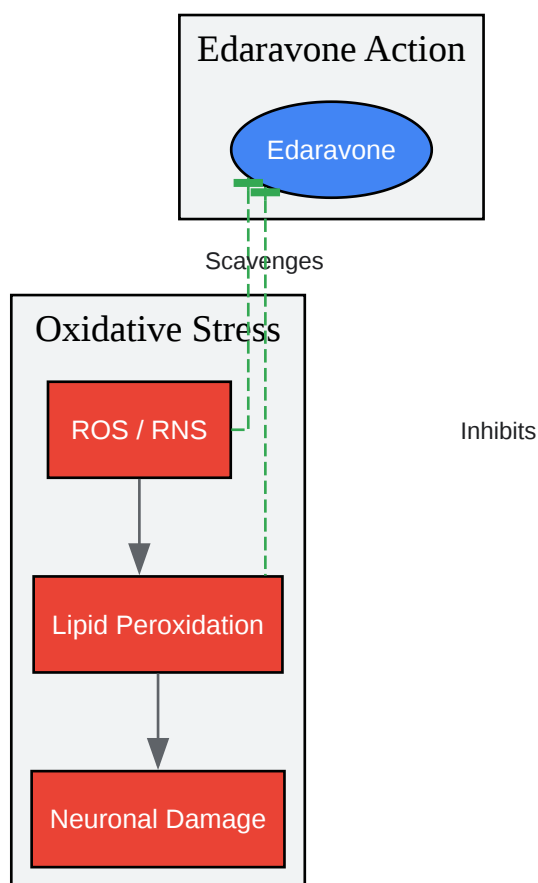 Edaravone Action
Edaravone
Scavenges
Oxidative Stress
ROS / RNS
Inhibits
Lipid Peroxidation
Neuronal Damage